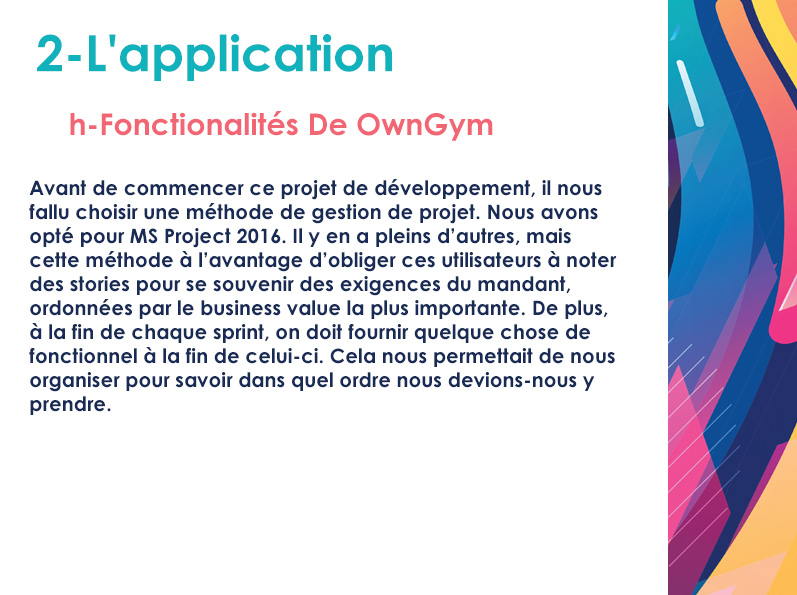 2-L'application
h-Fonctionalités De OwnGym
Avant de commencer ce projet de développement, il nous
fallu choisir une méthode de gestion de projet. Nous avons
opté pour MS Project 2016. Il y en a pleins d’autres, mais
cette méthode à l’avantage d’obliger ces utilisateurs à noter
des stories pour se souvenir des exigences du mandant,
ordonnées par le business value la plus importante. De plus,
à la fin de chaque sprint, on doit fournir quelque chose de
fonctionnel à la fin de celui-ci. Cela nous permettait de nous
organiser pour savoir dans quel ordre nous devions-nous y
prendre.